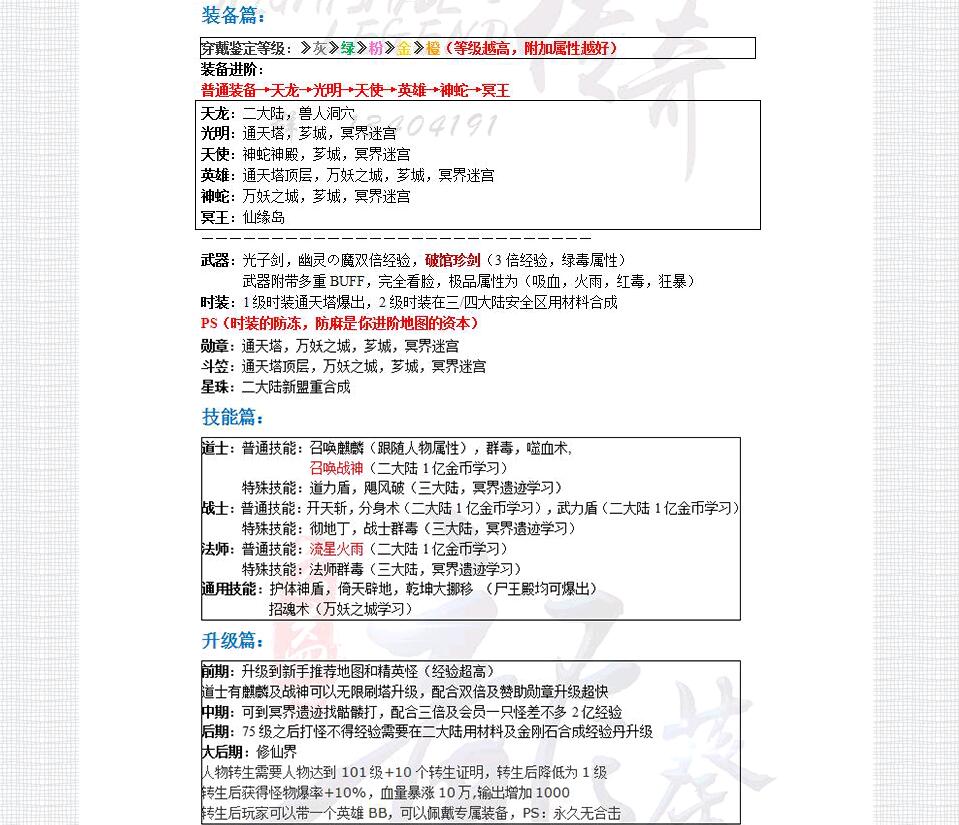 装备篇：
穿戴鉴定等级：》灰》绿》粉》金》橙（等级越高，附加属性越好）
装备进阶：
普通装备→天龙→光明→天使→英雄→神蛇→冥王
天龙：二大陆，兽人洞穴
光明：通天塔，芗城，冥界迷宫
天使：神蛇神殿，芗城，冥界迷宫
英雄：通天塔顶层，万妖之城，芗城，冥界迷宫
神蛇：万妖之城，芗城，冥界迷宫
冥王：仙缘岛
武器：光子剑，幽灵の魔双倍经验，破馆珍剑（3 倍经验，绿毒属性）
武器附带多重 BUFF，完全看脸，极品属性为（吸血，火雨，红毒，狂暴）
时装：1 级时装通天塔爆出，2 级时装在三/四大陆安全区用材料合成
PS（时装的防冻，防麻是你进阶地图的资本）
勋章：通天塔，万妖之城，芗城，冥界迷宫
斗笠：通天塔顶层，万妖之城，芗城，冥界迷宫
星珠：二大陆新盟重合成
技能篇：
道士：普通技能：召唤麒麟（跟随人物属性），群毒，噬血术,
召唤战神（二大陆 1 亿金币学习）
特殊技能：道力盾，飓风破（三大陆，冥界遗迹学习）
战士：普通技能：开天斩，分身术（二大陆 1 亿金币学习），武力盾（二大陆 1 亿金币学习）
特殊技能：彻地丁，战士群毒（三大陆，冥界遗迹学习）
法师：普通技能：流星火雨（二大陆 1 亿金币学习）
特殊技能：法师群毒（三大陆，冥界遗迹学习）
通用技能：护体神盾，倚天辟地，乾坤大挪移 （尸王殿均可爆出）
招魂术（万妖之城学习）
升级篇：
前期：升级到新手推荐地图和精英怪（经验超高）
道士有麒麟及战神可以无限刷塔升级，配合双倍及赞助勋章升级超快
中期：可到冥界遗迹找骷髅打，配合三倍及会员一只怪差不多 2 亿经验
后期：75 级之后打怪不得经验需要在二大陆用材料及金刚石合成经验丹升级
大后期：修仙界
人物转生需要人物达到 101 级+10 个转生证明，转生后降低为 1 级
转生后获得怪物爆率+10%，血量暴涨 10 万,输出增加 1000
转生后玩家可以带一个英雄 BB，可以佩戴专属装备，PS：永久无合击